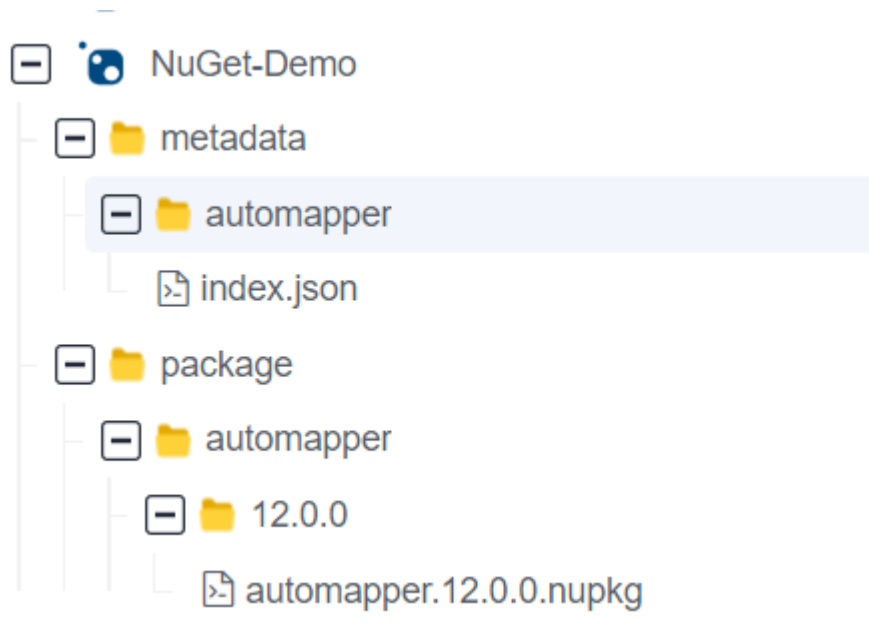 NuGet-Demo
metadata
automapper
index.json
package
automapper
12.0.0
automapper.12.0.0.nupkg